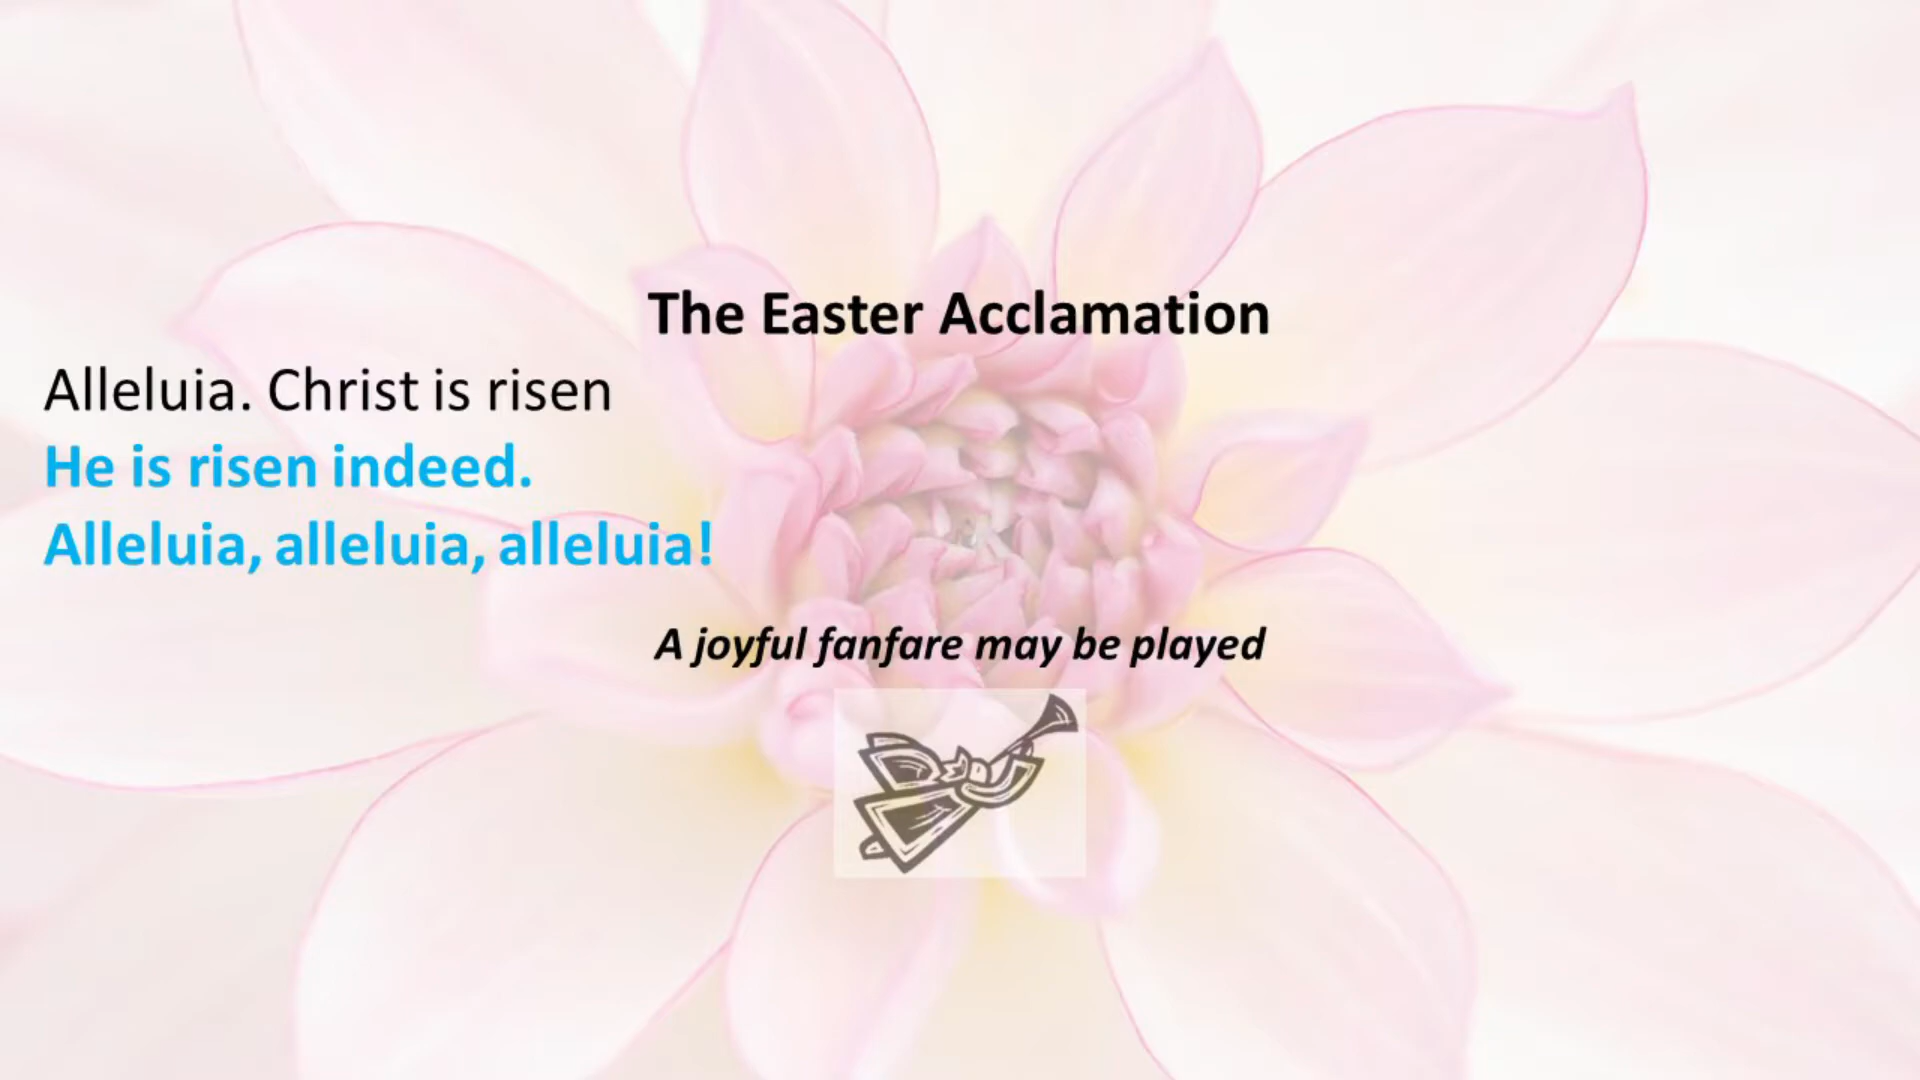 The Easter Acclamation
Alleluia. Christ is risen
He is risen indeed.
Alleluia, alleluia, alleluia!
A joyful fanfare may be played